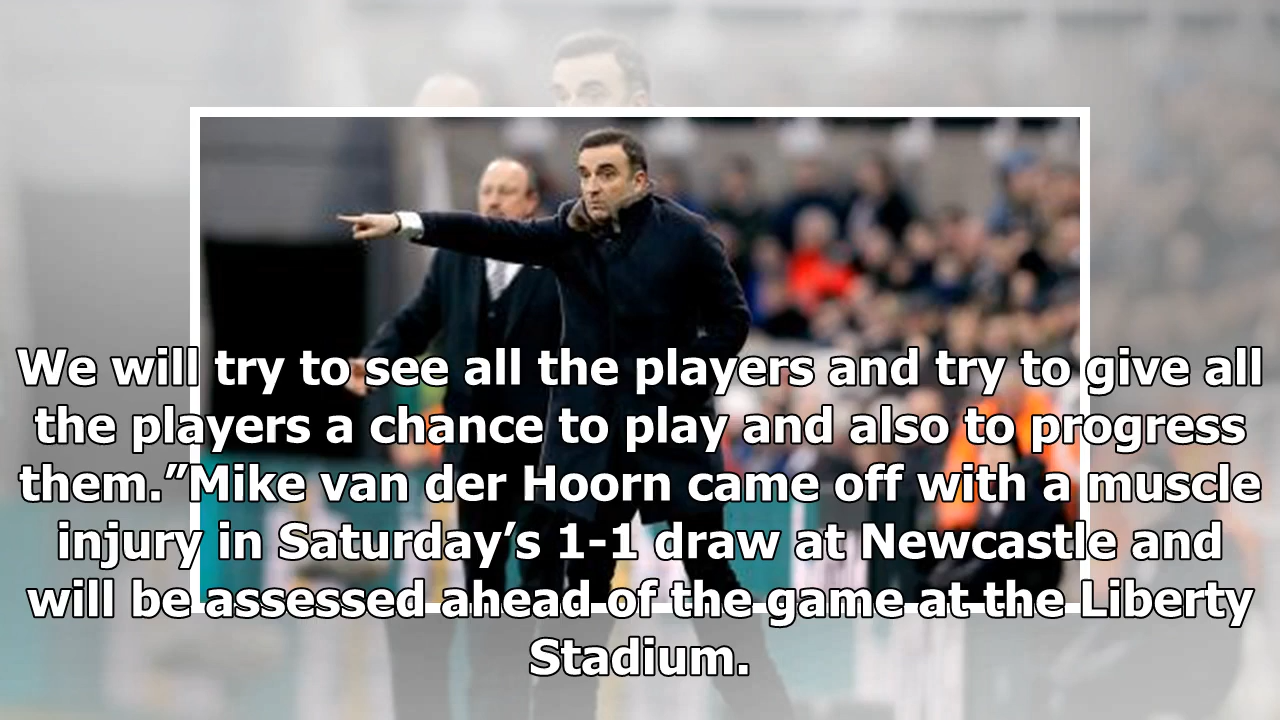 We will try to see all the players and try to give all
the players a chance to play and also to progress
them.”Mike van der Hoorn came off with a muscle
injury in Saturday’s 1-1 draw at Newcastle and
will be assessed ahead of the game at the Liberty
Stadium.